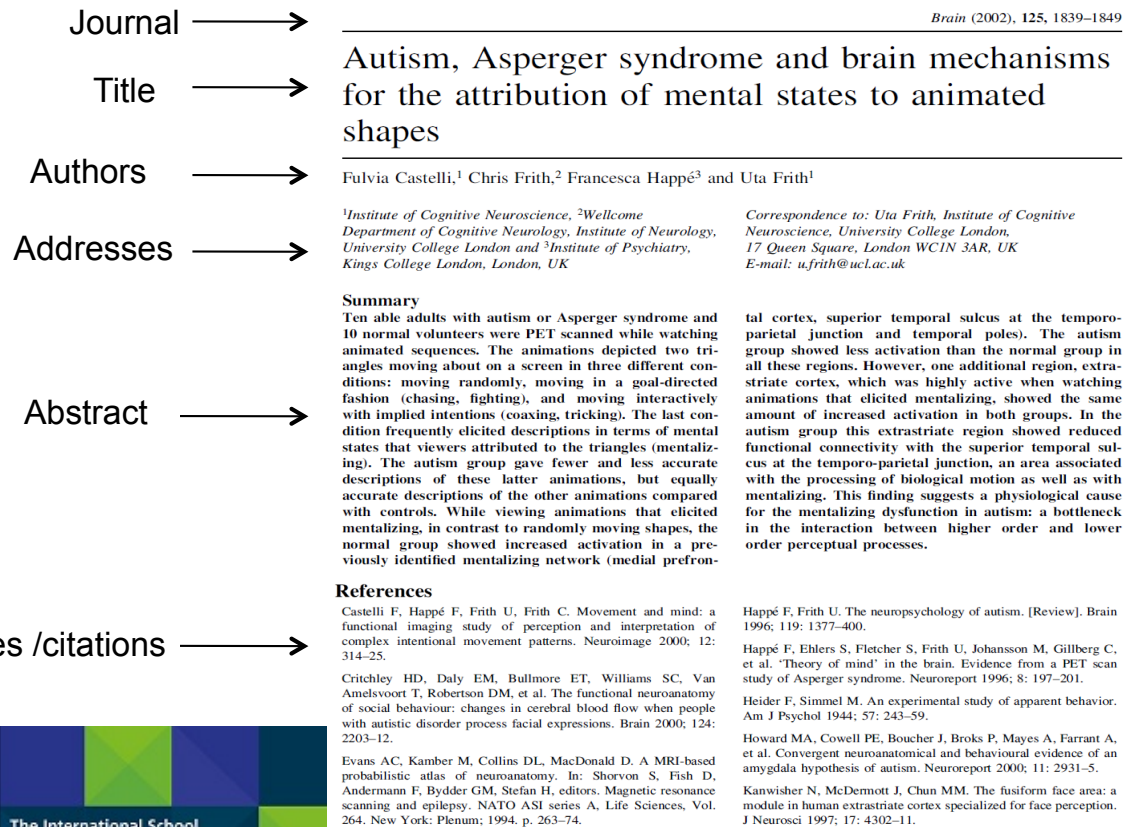 Journal
Brain (2002), 125, 1839–1849
Title
Autism, Asperger syndrome and brain mechanisms
for the attribution of mental states to animated
shapes
Authors
Fulvia Castelli,1 Chris Frith,2 Francesca Happé3 and Uta Frith1
Addresses
1Institute of Cognitive Neuroscience, 2Wellcome
Department of Cognitive Neurology, Institute of Neurology,
University College London and 3Institute of Psychiatry,
Kings College London, London, UK
Correspondence to: Uta Frith, Institute of Cognitive
Neuroscience, University College London,
17 Queen Square, London WC1N 3AR, UK
E-mail: u.frith@ucl.ac.uk
Abstract
Summary
Ten able adults with autism or Asperger syndrome and
10 normal volunteers were PET scanned while watching
animated sequences. The animations depicted two tri-
angles moving about on a screen in three different con-
ditions: moving randomly, moving in a goal-directed
fashion (chasing, fighting), and moving interactively
with implied intentions (coaxing, tricking). The last con-
dition frequently elicited descriptions in terms of mental
states that viewers attributed to the triangles (mentaliz-
ing). The autism group gave fewer and less accurate
descriptions of these latter animations, but equally
accurate descriptions of the other animations compared
with controls. While viewing animations that elicited
mentalizing, in contrast to randomly moving shapes, the
normal group showed increased activation in a pre-
viously identified mentalizing network (medial prefron-
tal cortex, superior temporal sulcus at the temporo-
parietal junction and temporal poles). The autism
group showed less activation than the normal group in
all these regions. However, one additional region, extra-
striate cortex, which was highly active when watching
animations that elicited mentalizing, showed the same
amount of increased activation in both groups. In the
autism group this extrastriate region showed reduced
functional connectivity with the superior temporal sul-
cus at the temporo-parietal junction, an area associated
with the processing of biological motion as well as with
mentalizing. This finding suggests a physiological cause
for the mentalizing dysfunction in autism: a bottleneck
in the interaction between higher order and lower
order perceptual processes.
es /citations
References
Castelli F, Happé F, Frith U, Frith C. Movement and mind: a
functional imaging study of perception and interpretation of
complex intentional movement patterns. Neuroimage 2000; 12:
314–25.
Critchley HD, Daly EM, Bullmore ET, Williams SC, Van
Amelsvoort T, Robertson DM, et al. The functional neuroanatomy
of social behaviour: changes in cerebral blood flow when people
with autistic disorder process facial expressions. Brain 2000; 124:
2203–12.
Evans AC, Kamber M, Collins DL, MacDonald D. A MRI-based
probabilistic atlas of neuroanatomy. In: Shorvon S, Fish D,
Andermann F, Bydder GM, Stefan H, editors. Magnetic resonance
scanning and epilepsy. NATO ASI series A, Life Sciences, Vol.
264. New York: Plenum; 1994. p. 263–74.
Happé F, Frith U. The neuropsychology of autism. [Review]. Brain
1996; 119: 1377–400.
Happé F, Ehlers S, Fletcher S, Frith U, Johansson M, Gillberg C,
et al. ‘Theory of mind’ in the brain. Evidence from a PET scan
study of Asperger syndrome. Neuroreport 1996; 8: 197–201.
Heider F, Simmel M. An experimental study of apparent behavior.
Am J Psychol 1944; 57: 243–59.
Howard MA, Cowell PE, Boucher J, Broks P, Mayes A, Farrant A,
et al. Convergent neuroanatomical and behavioural evidence of an
amygdala hypothesis of autism. Neuroreport 2000; 11: 2931–5.
Kanwisher N, McDermott J, Chun MM. The fusiform face area: a
module in human extrastriate cortex specialized for face perception.
J Neurosci 1997; 17: 4302–11.
The International School